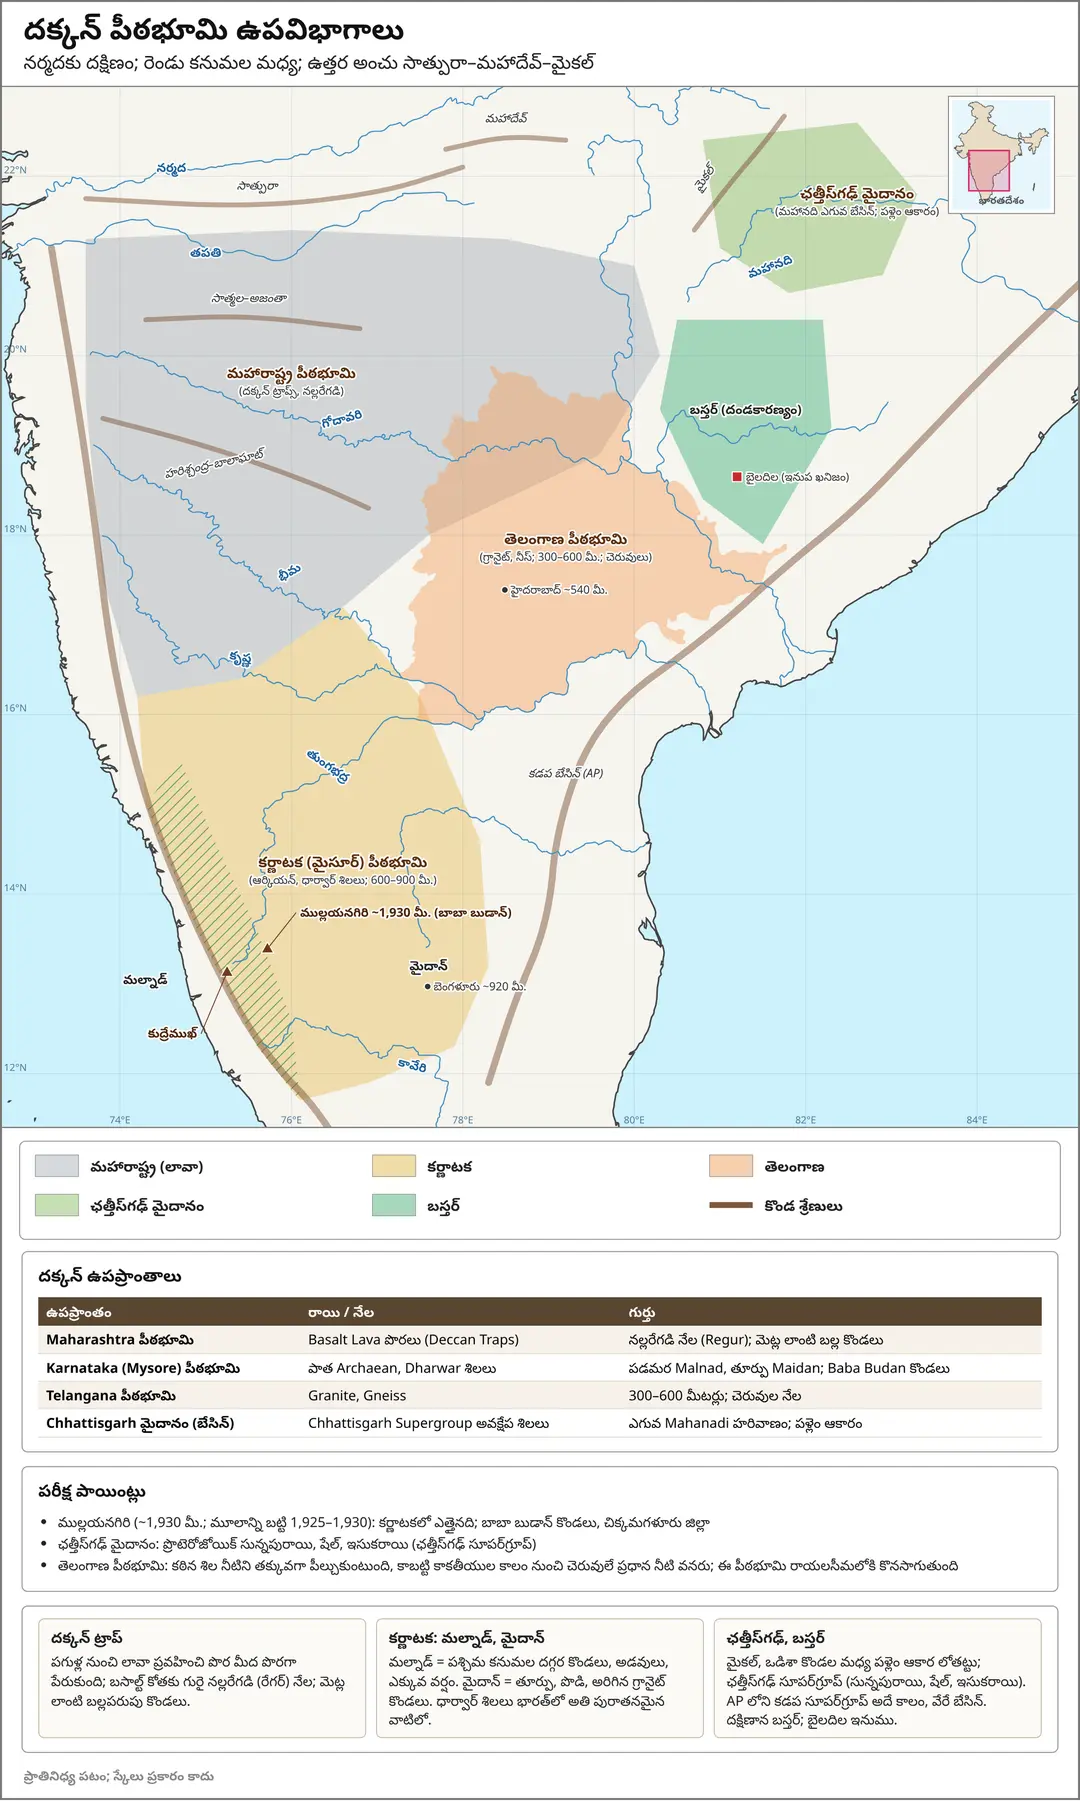 దక్కన్ పీఠభూమి ఉపవిభాగాలు
నర్మదకు దక్షిణం; రెండు కనుమల మధ్య; ఉత్తర అంచు సాత్పురా–మహాదేవ్–మైకల్
మహాదేవ్
నర్మద
22°N
సాత్పురా
మైకల్
ఛత్తీస్‌గఢ్ మైదానం
(మహానది ఎగువ బేసిన్; పళ్లెం ఆకారం)
భారతదేశం
తపతి
మహానది
సాత్మల–అజంతా
20°N
మహారాష్ట్ర పీఠభూమి
(దక్కన్ ట్రాప్స్, నల్లరేగడి)
గోదావరి
బస్తర్ (దండకారణ్యం)
హరిశ్చంద్ర–బాలాఘాట్
బైలదిల (ఇనుప ఖనిజం)
18°N
తెలంగాణ పీఠభూమి
(గ్రానైట్, నీస్; 300–600 మీ.; చెరువులు)
భీమ
హైదరాబాద్ ~540 మీ.
కృష్ణ
16°N
తుంగభద్ర
కడప బేసిన్ (AP)
కర్ణాటక (మైసూర్) పీఠభూమి
(ఆర్కియన్, ధార్వార్ శిలలు; 600–900 మీ.)
14°N
ముల్లయనగిరి ~1,930 మీ. (బాబా బుడాన్)
మైదాన్
మల్నాడ్
బెంగళూరు ~920 మీ.
కుద్రేముఖ్
కావేరి
12°N
74°E 76°E 78°E 80°E 82°E 84°E
మహారాష్ట్ర (లావా)
కర్ణాటక
తెలంగాణ
ఛత్తీస్‌గఢ్ మైదానం
బస్తర్
కొండ శ్రేణులు
దక్కన్ ఉపప్రాంతాలు
ఉపప్రాంతం రాయి / నేల గుర్తు
Maharashtra పీఠభూమి Basalt Lava పొరలు (Deccan Traps) నల్లరేగడి నేల (Regur); మెట్ల లాంటి బల్ల కొండలు
Karnataka (Mysore) పీఠభూమి పాత Archaean, Dharwar శిలలు పడమర Malnad, తూర్పు Maidan; Baba Budan కొండలు
Telangana పీఠభూమి Granite, Gneiss 300–600 మీటర్లు; చెరువుల నేల
Chhattisgarh మైదానం (బేసిన్) Chhattisgarh Supergroup అవక్షేప శిలలు ఎగువ Mahanadi హరివాణం; పళ్లెం ఆకారం
పరీక్ష పాయింట్లు
• ముల్లయనగిరి (~1,930 మీ.; మూలాన్ని బట్టి 1,925–1,930): కర్ణాటకలో ఎత్తైనది; బాబా బుడాన్ కొండలు, చిక్కమగళూరు జిల్లా
• ఛత్తీస్‌గఢ్ మైదానం: ప్రొటెరోజోయిక్ సున్నపురాయి, షేల్, ఇసుకరాయి (ఛత్తీస్‌గఢ్ సూపర్‌గ్రూప్)
• తెలంగాణ పీఠభూమి: కఠిన శిల నీటిని తక్కువగా పీల్చుకుంటుంది, కాబట్టి కాకతీయుల కాలం నుంచి చెరువులే ప్రధాన నీటి వనరు; ఈ పీఠభూమి రాయలసీమలోకి కొనసాగుతుంది
దక్కన్ ట్రాప్
పగుళ్ల నుంచి లావా ప్రవహించి పొర మీద పొరగా
పేరుకుంది; బసాల్ట్ కోతకు గురై నల్లరేగడి (రేగర్) నేల; మెట్ల
లాంటి బల్లపరుపు కొండలు.
కర్ణాటక: మల్నాడ్, మైదాన్
మల్నాడ్ = పశ్చిమ కనుమల దగ్గర కొండలు, అడవులు,
ఎక్కువ వర్షం. మైదాన్ = తూర్పు, పొడి, అరిగిన గ్రానైట్
కొండలు. ధార్వార్ శిలలు భారత్‌లో అతి పురాతనమైన
వాటిలో.
ఛత్తీస్‌గఢ్, బస్తర్
మైకల్, ఒడిశా కొండల మధ్య పళ్లెం ఆకార లోతట్టు;
ఛత్తీస్‌గఢ్ సూపర్‌గ్రూప్ (సున్నపురాయి, షేల్, ఇసుకరాయి).
AP లోని కడప సూపర్‌గ్రూప్ అదే కాలం, వేరే బేసిన్.
దక్షిణాన బస్తర్; బైలదిల ఇనుము.
ప్రాతినిధ్య పటం; స్కేలు ప్రకారం కాదు